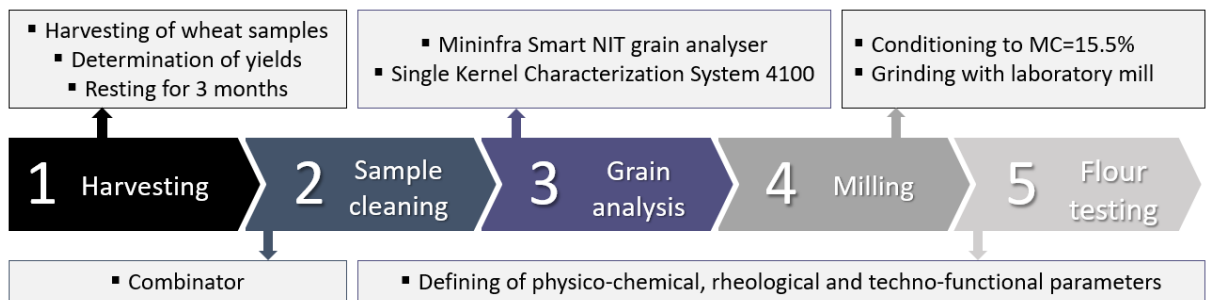 ▪ Harvesting of wheat samples
▪ Determination of yields
▪ Resting for 3 months
▪ Mininfra Smart NIT grain analyser
▪ Single Kernel Characterization System 4100
▪ Conditioning to MC=15.5%
▪ Grinding with laboratory mill
1 Harvesting
2 Sample
cleaning
3 Grain
analysis
4 Milling
5 Flour
testing
▪ Combinator
▪ Defining of physico-chemical, rheological and techno-functional parameters